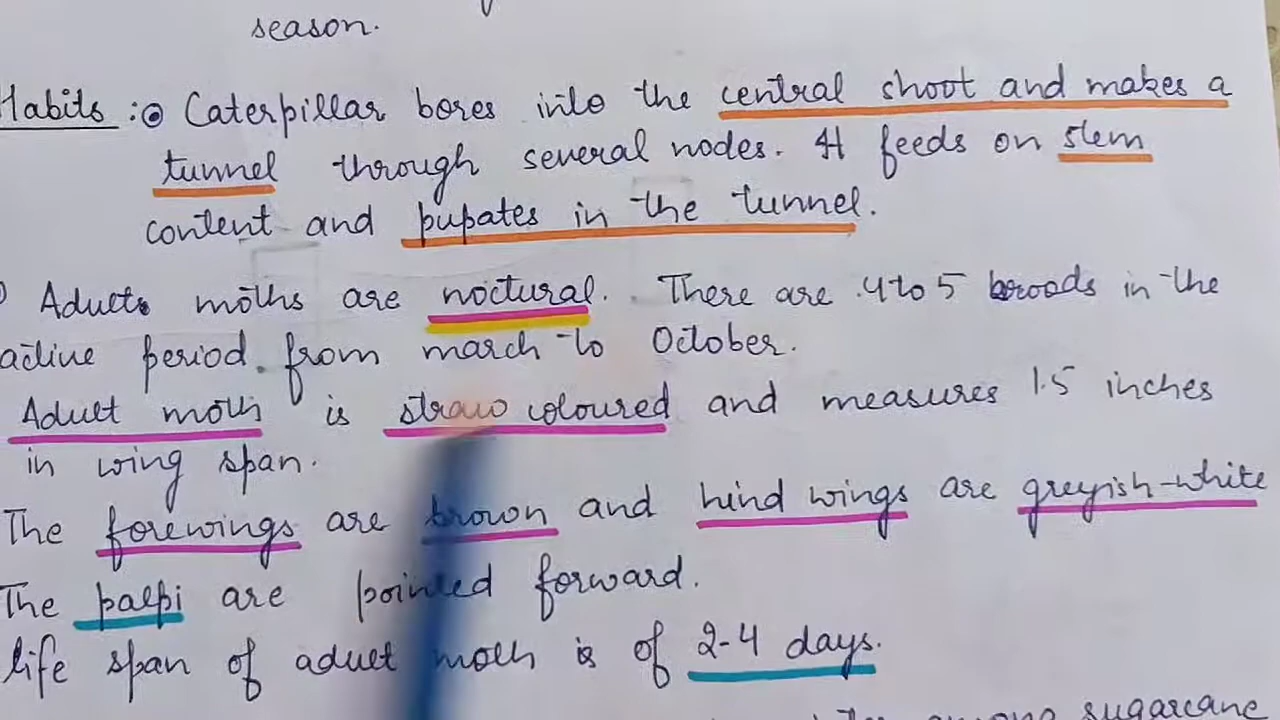 season.
Habits : Caterpillar bores into the central shoot and makes a
tunnel through several nodes. It feeds on stem
content and pupates in the tunnel.
Adults moths are noctural. There are 4 to 5 broods in the
active period from march to October.
Adult moth is straw coloured and measures 1.5 inches
in wing span.
The forewings are brown and hind wings are greyish-white
The palpi are pointed forward.
life span of adult moth is of 2-4 days.
among sugarcane